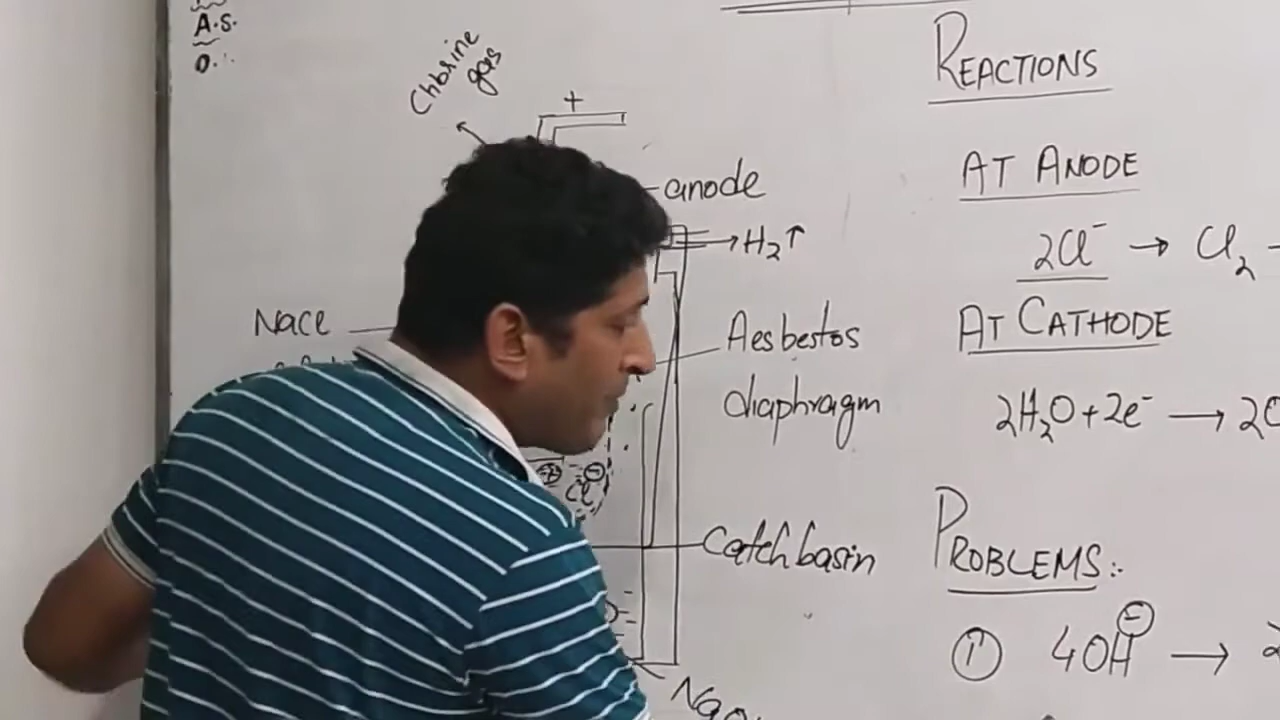 A.S.
D.:
Chlorine
gas
+
anode
H₂↑
Nacl
Aesbestos
diaphragm
+
Cl⁻
Catch basin
REACTIONS
AT ANODE
2Cl⁻ → Cl₂
AT CATHODE
2H₂O + 2e⁻ → 2
PROBLEMS:-
① 4OH⁻ →